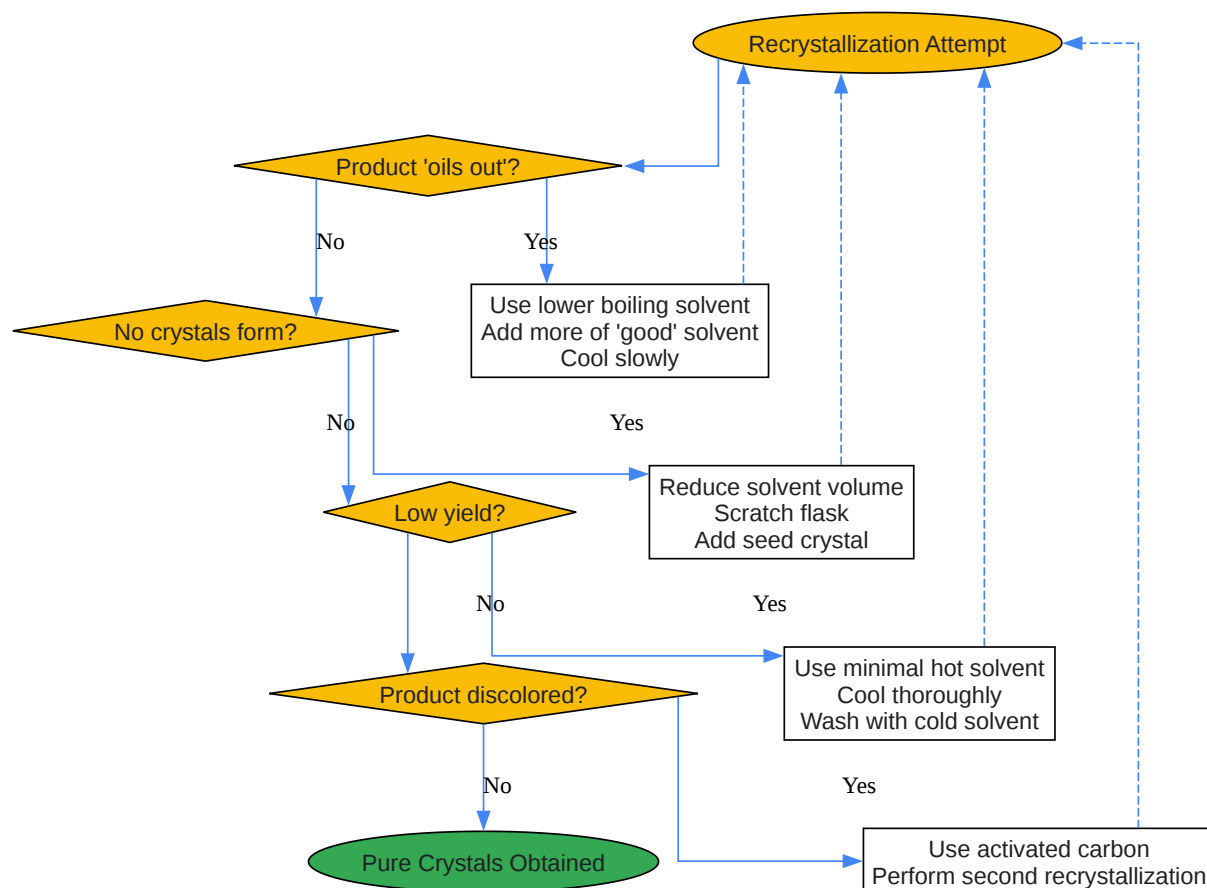 Recrystallization Attempt
Product 'oils out'?
No
Yes
Use lower boiling solvent
Add more of 'good' solvent
Cool slowly
No crystals form?
No
Yes
Reduce solvent volume
Scratch flask
Add seed crystal
Low yield?
No
Yes
Use minimal hot solvent
Cool thoroughly
Wash with cold solvent
Product discolored?
No
Yes
Pure Crystals Obtained
Use activated carbon
Perform second recrystallization